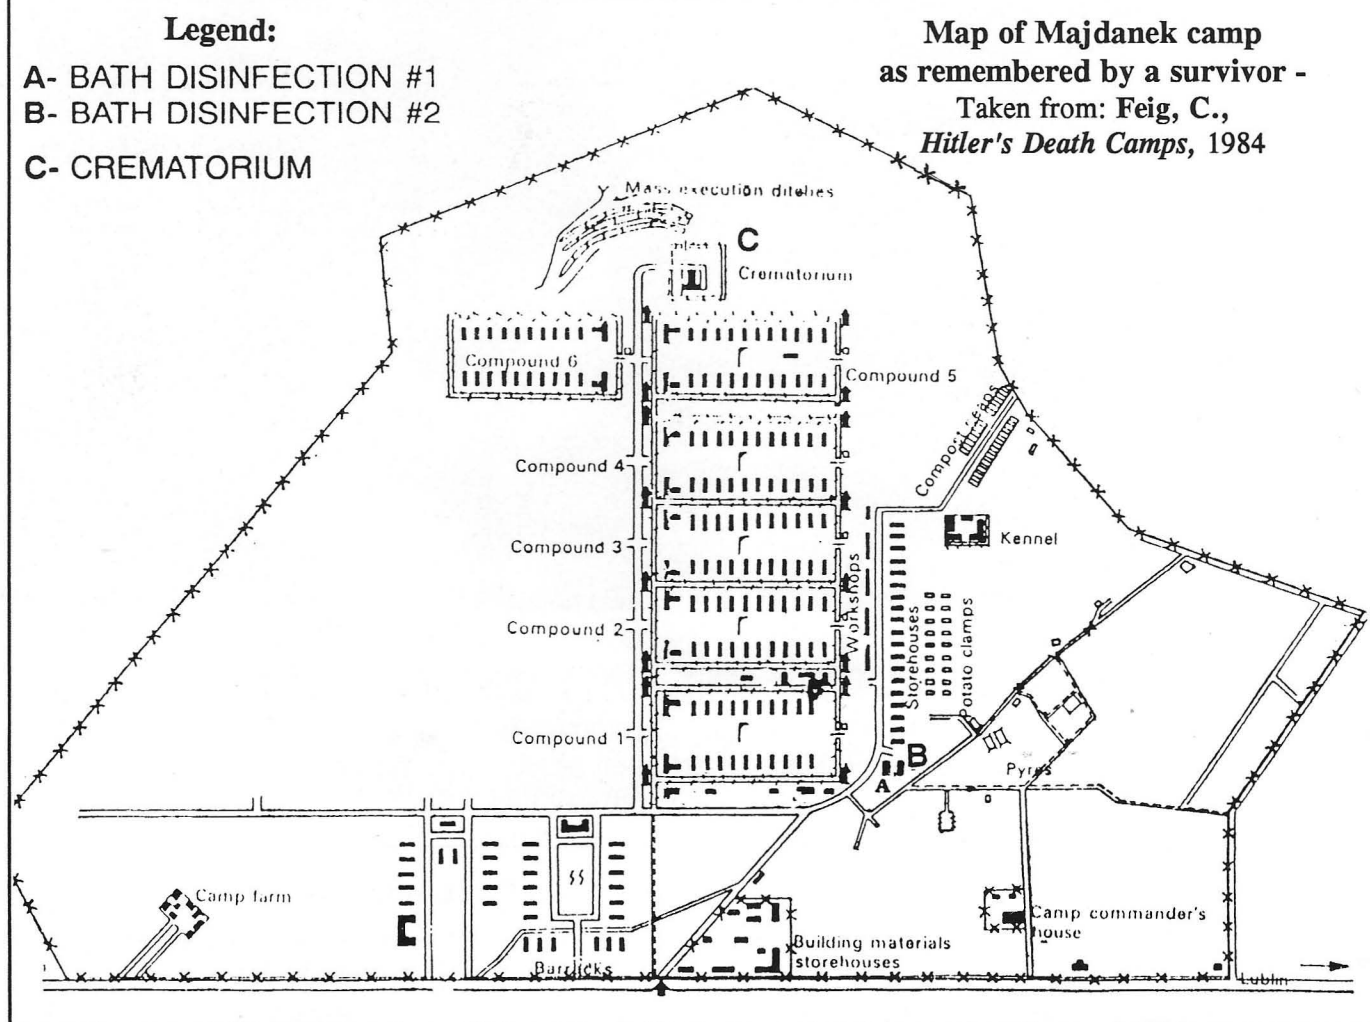 Legend:
A- BATH DISINFECTION #1
B- BATH DISINFECTION #2
C- CREMATORIUM
Map of Majdanek camp
as remembered by a survivor -
Taken from: Feig, C.,
Hitler's Death Camps, 1984
Mass execution ditches
C
Crematorium
Compound 6
Compound 5
Compound 4
Compound 3
Kennel
Workshops
Storehouses
Potato clamps
Compound 2
Compound 1
B
A
Pyres
Camp farm
Camp commander's
house
Building materials
storehouses
Barracks
Lublin